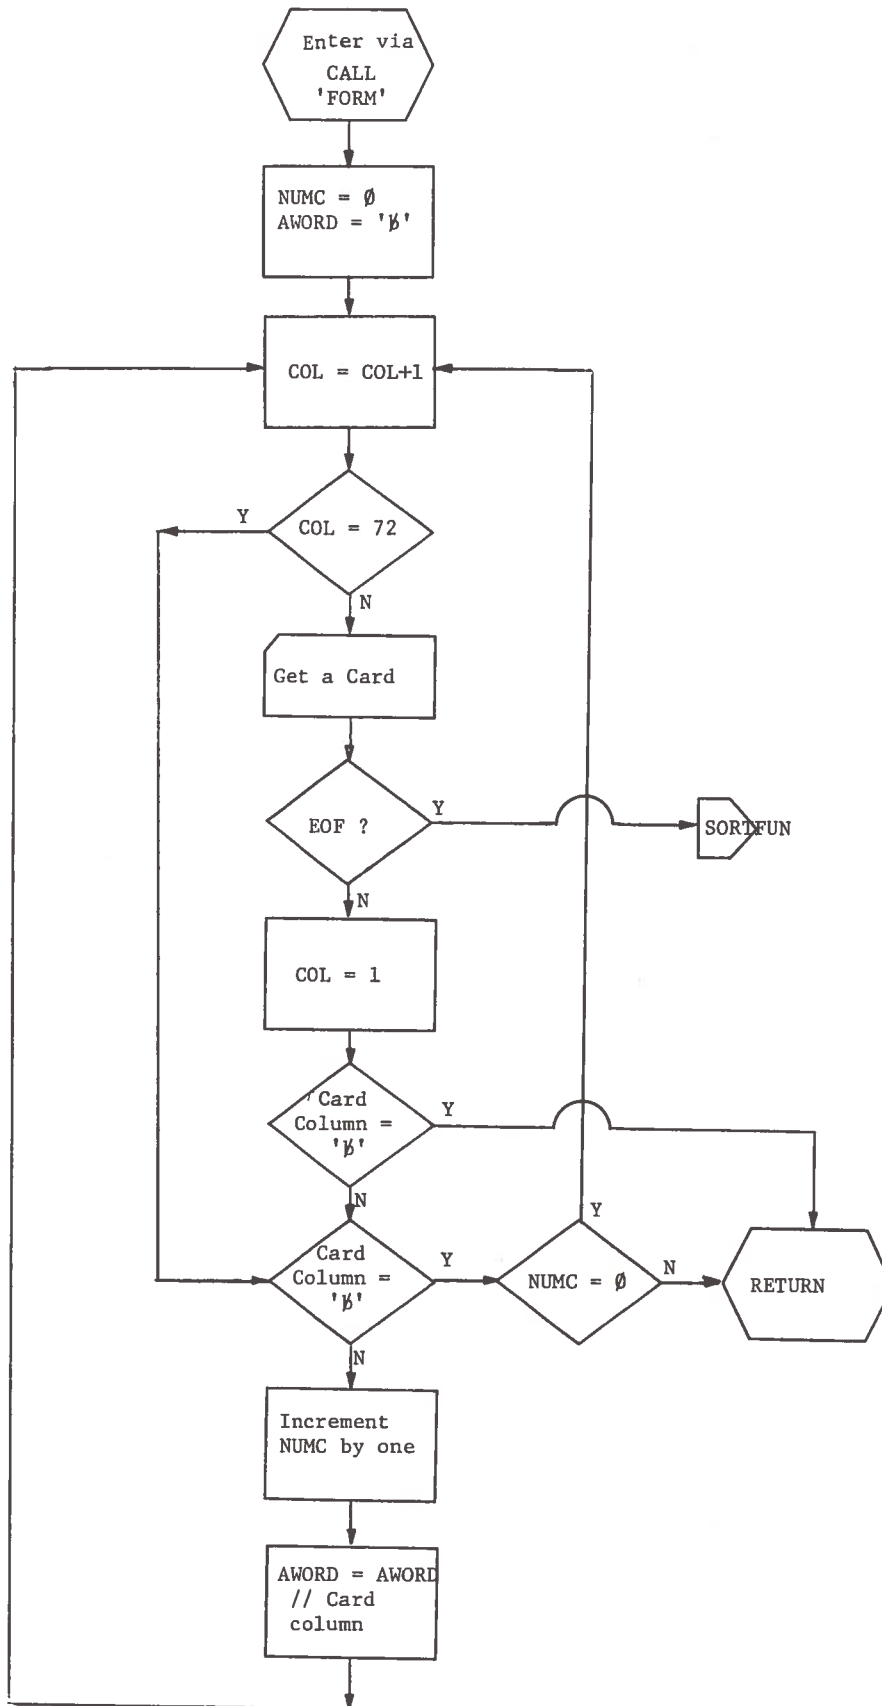 Enter via
CALL
'FORM'
NUMC = Ø
AWORD = 'b̸'
COL = COL+1
Y
COL = 72
N
Get a Card
EOF ?
Y
SORTFUN
N
COL = 1
Card
Column =
'b̸'
Y
N
Card
Column =
'b̸'
Y
NUMC = Ø
Y
N
RETURN
N
Increment
NUMC by one
AWORD = AWORD
// Card
column